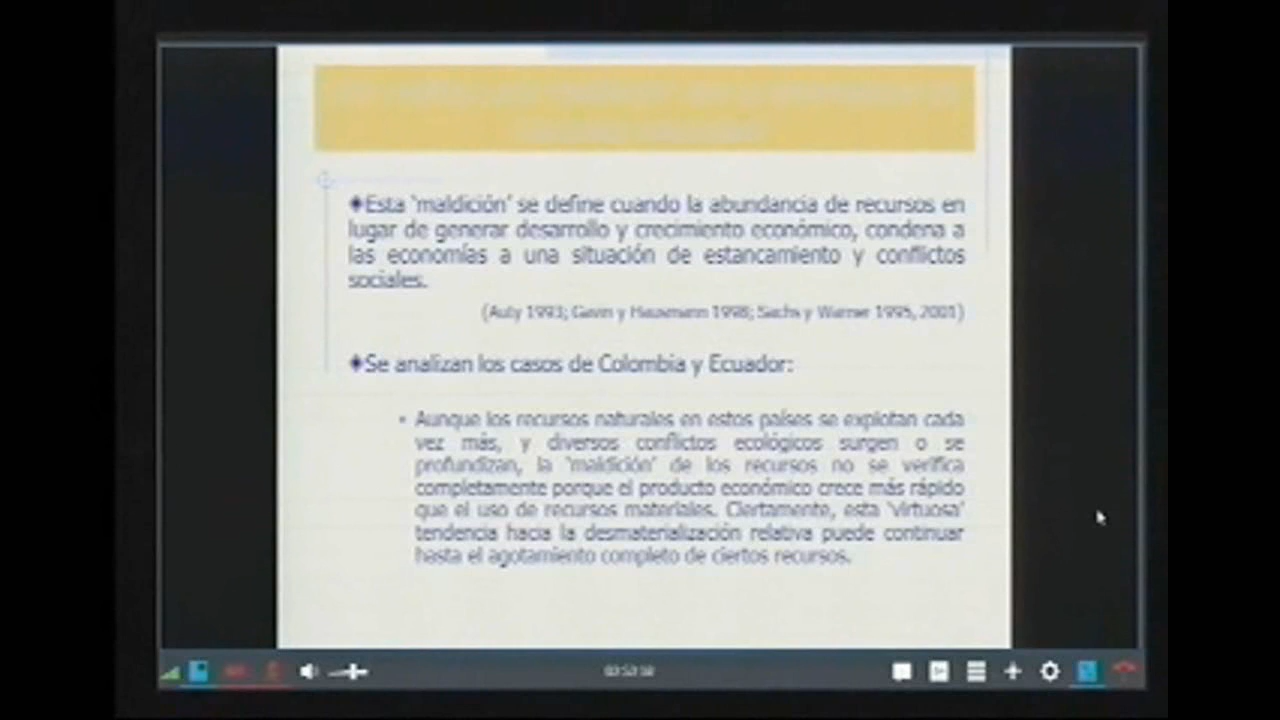 ◆Esta 'maldición' se define cuando la abundancia de recursos en
lugar de generar desarrollo y crecimiento económico, condena a
las economías a una situación de estancamiento y conflictos
sociales.
(Auty 1993; Gavin y Hausmann 1998; Sachs y Warner 1995, 2001)
◆Se analizan los casos de Colombia y Ecuador:
• Aunque los recursos naturales en estos países se explotan cada
vez más, y diversos conflictos ecológicos surgen o se
profundizan, la 'maldición' de los recursos no se verifica
completamente porque el producto económico crece más rápido
que el uso de recursos materiales. Ciertamente, esta 'virtuosa'
tendencia hacia la desmaterialización relativa puede continuar
hasta el agotamiento completo de ciertos recursos.